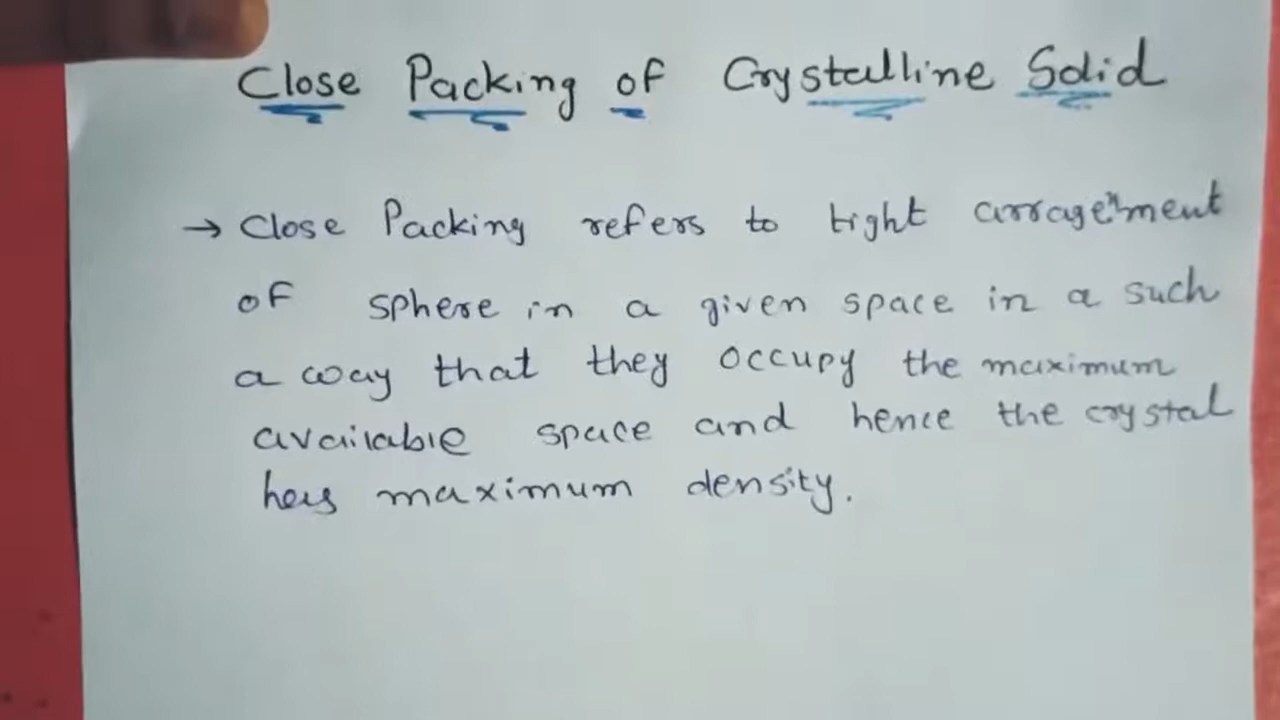 Close Packing of Crystalline Solid
→ Close Packing refers to tight arragement
of sphere in a given space in a such
a way that they occupy the maximum
available space and hence the crystal
has maximum density.